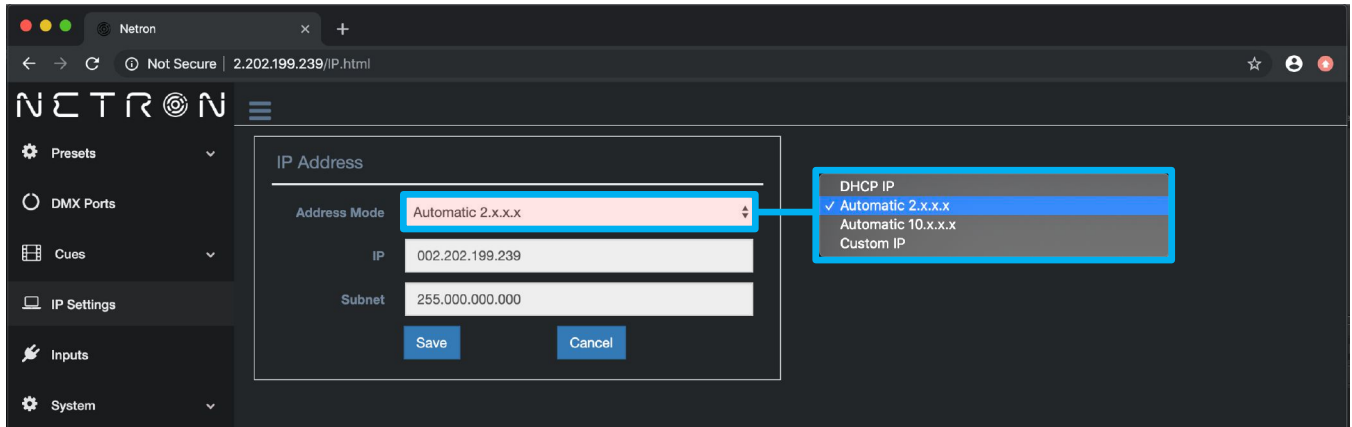 Netron
Not Secure | 2.202.199.239/IP.html
NETRON
Presets
DMX Ports
Cues
IP Settings
Inputs
System
IP Address
Address Mode Automatic 2.x.x.x
IP 002.202.199.239
Subnet 255.000.000.000
Save Cancel
DHCP IP
✓ Automatic 2.x.x.x
Automatic 10.x.x.x
Custom IP